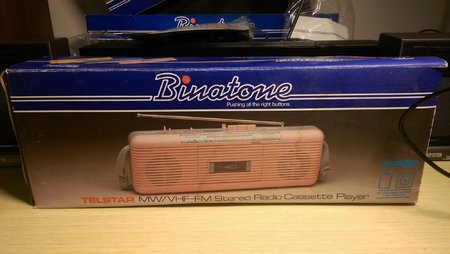 Binatone
Pushing all the right buttons.
TELSTAR MW/VHF-FM Stereo Radio Cassette Player